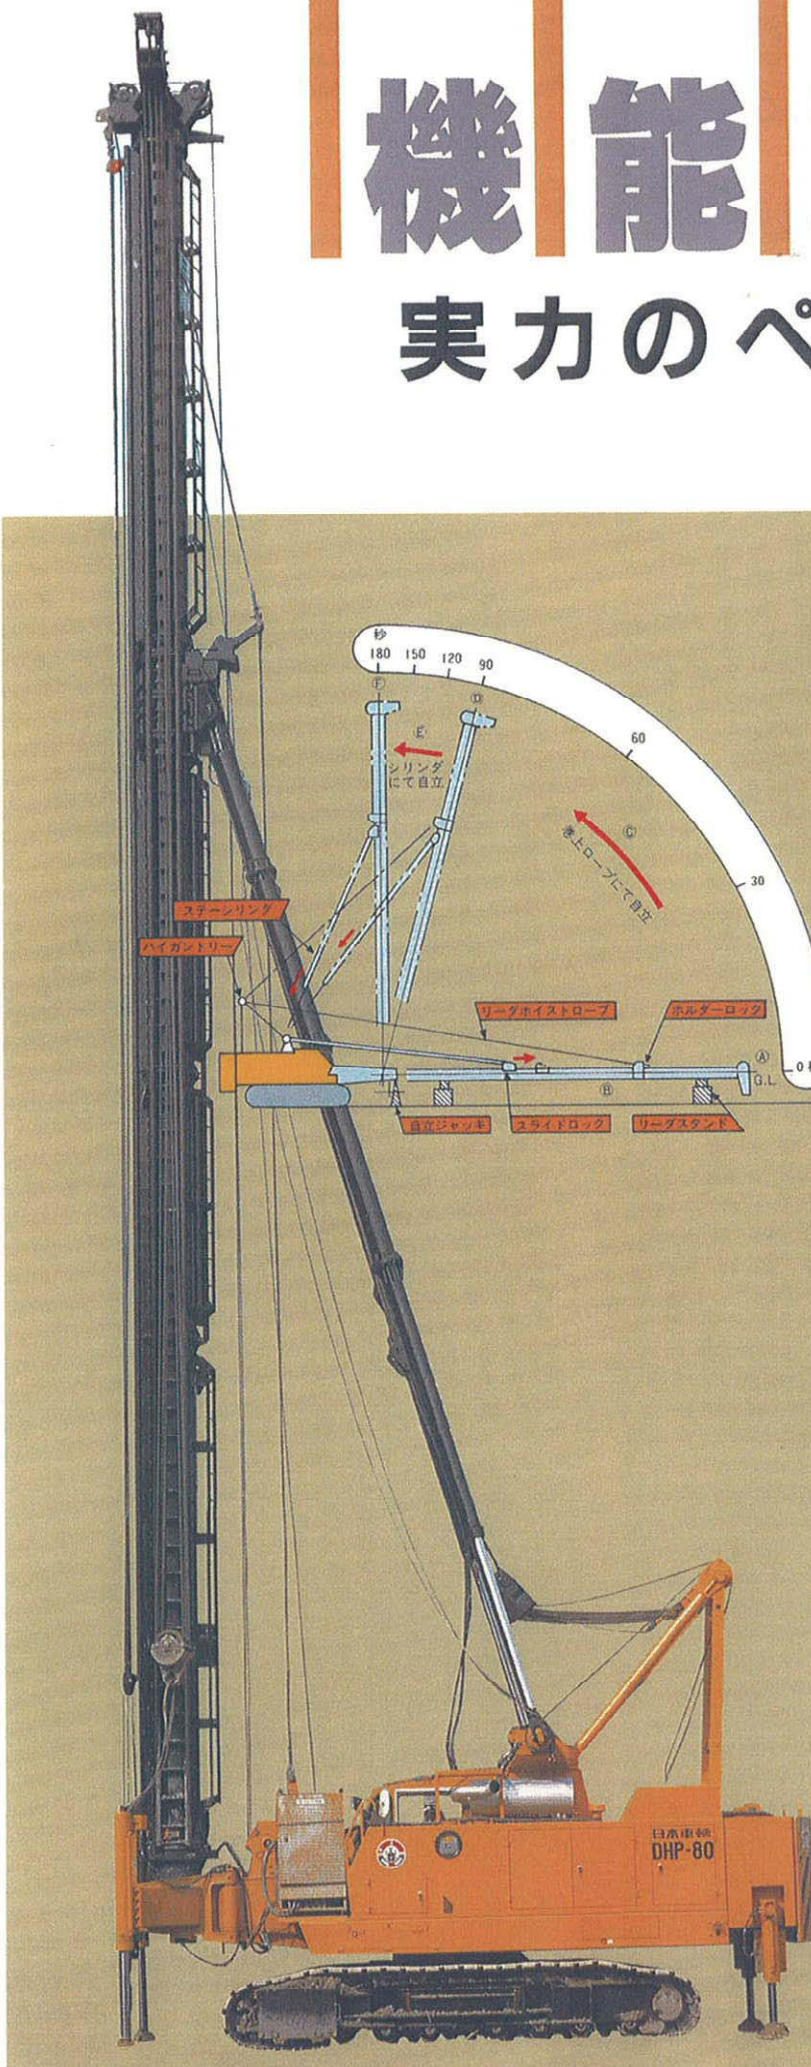 機能
実力のペ
秒
180 150 120 90
60
30
0
Ⓕ
Ⓓ
Ⓔ
シリンダ
にて自立
Ⓒ
巻上ロープにて自立
ステーシリング
ハイガントリー
リーダホイストロープ
ホルダーロック
Ⓐ
G.L
Ⓑ
自立ジャッキ
スライドロック
リーダスタンド
日本車輌
DHP-80